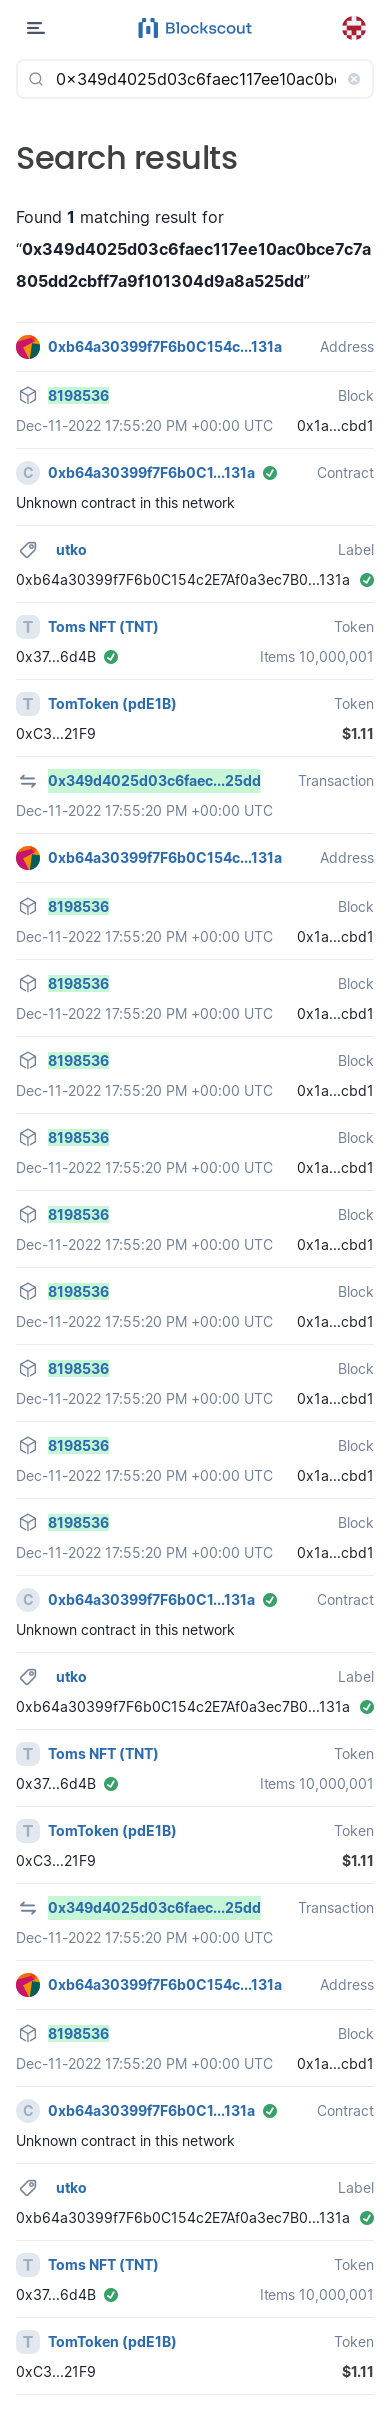 Blockscout
0x349d4025d03c6faec117ee10ac0bc
Search results
Found 1 matching result for
“0x349d4025d03c6faec117ee10ac0bce7c7a
805dd2cbff7a9f101304d9a8a525dd”
0xb64a30399f7F6b0C154c...131a Address
8198536 Block
Dec-11-2022 17:55:20 PM +00:00 UTC 0x1a...cbd1
C 0xb64a30399f7F6b0C1...131a Contract
Unknown contract in this network
utko Label
0xb64a30399f7F6b0C154c2E7Af0a3ec7B0...131a
T Toms NFT (TNT) Token
0x37...6d4B Items 10,000,001
T TomToken (pdE1B) Token
0xC3...21F9 $1.11
0x349d4025d03c6faec...25dd Transaction
Dec-11-2022 17:55:20 PM +00:00 UTC
0xb64a30399f7F6b0C154c...131a Address
8198536 Block
Dec-11-2022 17:55:20 PM +00:00 UTC 0x1a...cbd1
8198536 Block
Dec-11-2022 17:55:20 PM +00:00 UTC 0x1a...cbd1
8198536 Block
Dec-11-2022 17:55:20 PM +00:00 UTC 0x1a...cbd1
8198536 Block
Dec-11-2022 17:55:20 PM +00:00 UTC 0x1a...cbd1
8198536 Block
Dec-11-2022 17:55:20 PM +00:00 UTC 0x1a...cbd1
8198536 Block
Dec-11-2022 17:55:20 PM +00:00 UTC 0x1a...cbd1
8198536 Block
Dec-11-2022 17:55:20 PM +00:00 UTC 0x1a...cbd1
8198536 Block
Dec-11-2022 17:55:20 PM +00:00 UTC 0x1a...cbd1
8198536 Block
Dec-11-2022 17:55:20 PM +00:00 UTC 0x1a...cbd1
C 0xb64a30399f7F6b0C1...131a Contract
Unknown contract in this network
utko Label
0xb64a30399f7F6b0C154c2E7Af0a3ec7B0...131a
T Toms NFT (TNT) Token
0x37...6d4B Items 10,000,001
T TomToken (pdE1B) Token
0xC3...21F9 $1.11
0x349d4025d03c6faec...25dd Transaction
Dec-11-2022 17:55:20 PM +00:00 UTC
0xb64a30399f7F6b0C154c...131a Address
8198536 Block
Dec-11-2022 17:55:20 PM +00:00 UTC 0x1a...cbd1
C 0xb64a30399f7F6b0C1...131a Contract
Unknown contract in this network
utko Label
0xb64a30399f7F6b0C154c2E7Af0a3ec7B0...131a
T Toms NFT (TNT) Token
0x37...6d4B Items 10,000,001
T TomToken (pdE1B) Token
0xC3...21F9 $1.11